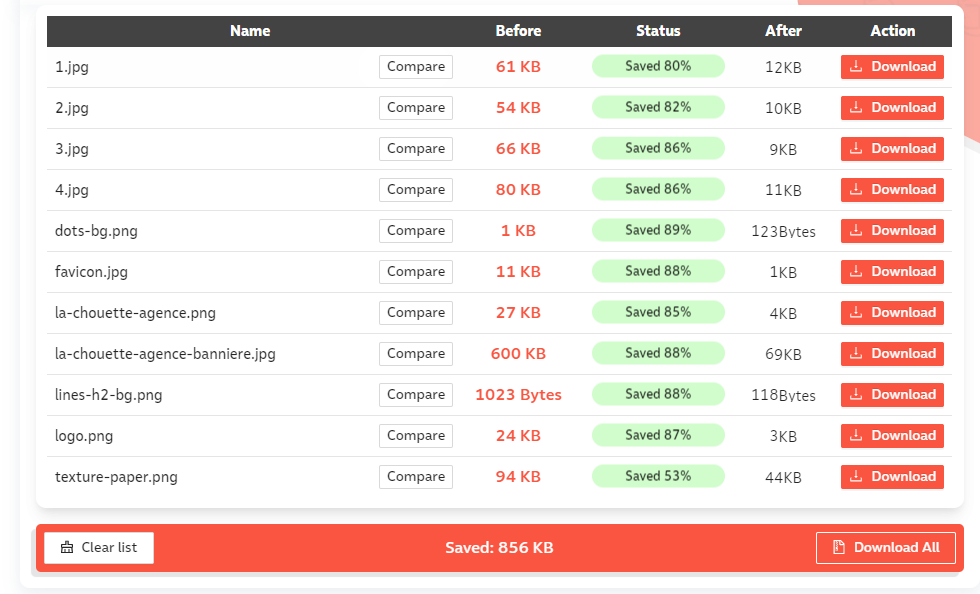 Name Before Status After Action
1.jpg Compare 61 KB Saved 80% 12KB Download
2.jpg Compare 54 KB Saved 82% 10KB Download
3.jpg Compare 66 KB Saved 86% 9KB Download
4.jpg Compare 80 KB Saved 86% 11KB Download
dots-bg.png Compare 1 KB Saved 89% 123Bytes Download
favicon.jpg Compare 11 KB Saved 88% 1KB Download
la-chouette-agence.png Compare 27 KB Saved 85% 4KB Download
la-chouette-agence-banniere.jpg Compare 600 KB Saved 88% 69KB Download
lines-h2-bg.png Compare 1023 Bytes Saved 88% 118Bytes Download
logo.png Compare 24 KB Saved 87% 3KB Download
texture-paper.png Compare 94 KB Saved 53% 44KB Download
Clear list Saved: 856 KB Download All